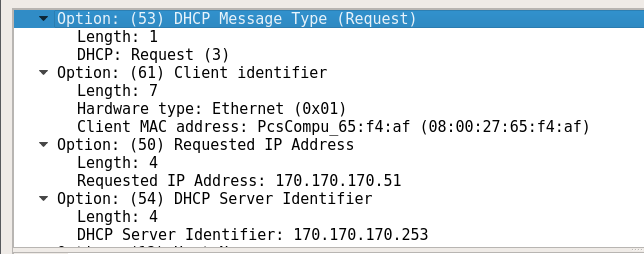 Option: (53) DHCP Message Type (Request)
Length: 1
DHCP: Request (3)
Option: (61) Client identifier
Length: 7
Hardware type: Ethernet (0x01)
Client MAC address: PcsCompu_65:f4:af (08:00:27:65:f4:af)
Option: (50) Requested IP Address
Length: 4
Requested IP Address: 170.170.170.51
Option: (54) DHCP Server Identifier
Length: 4
DHCP Server Identifier: 170.170.170.253